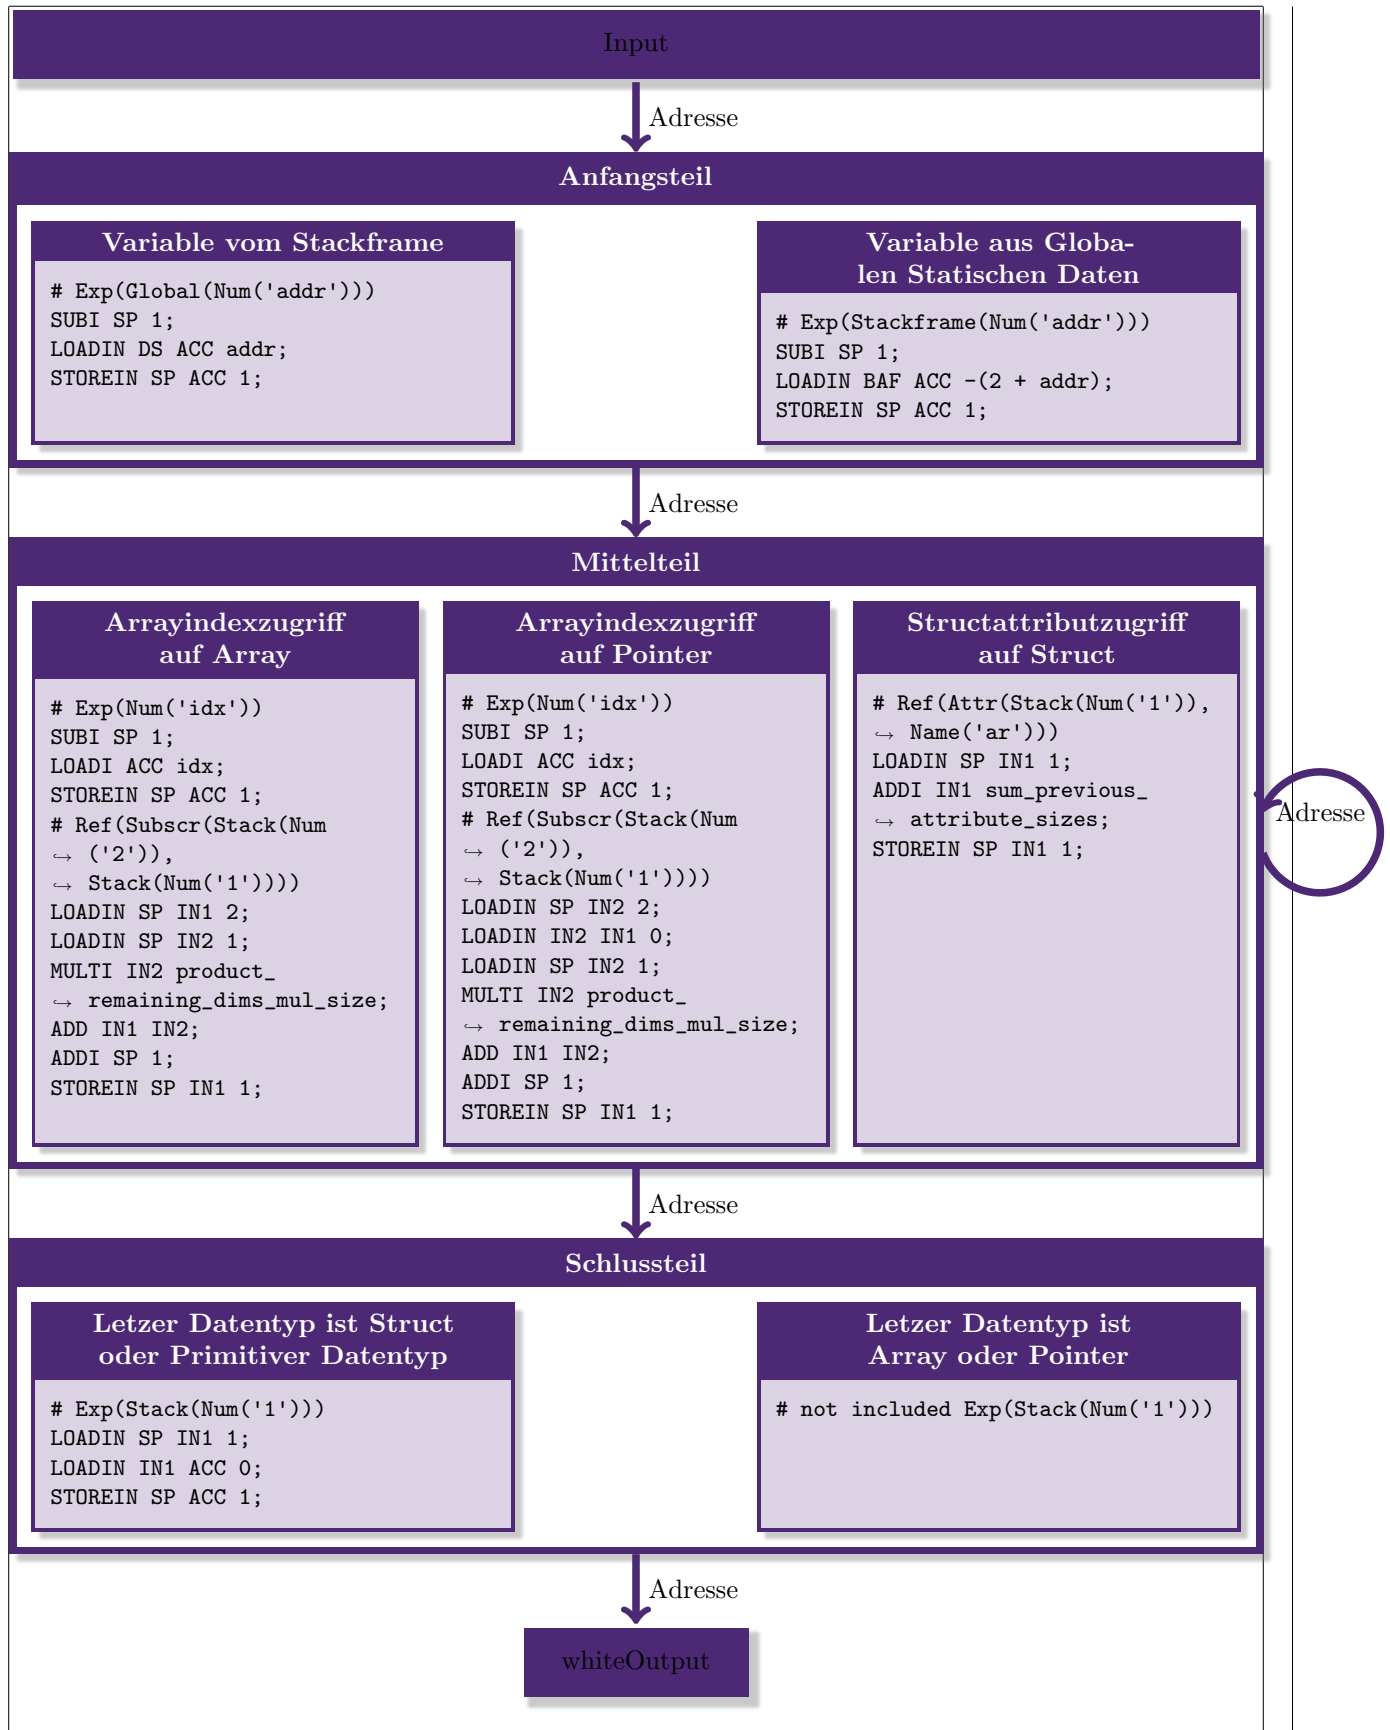 Input
Adresse
Anfangsteil
Variable vom Stackframe
# Exp(Global(Num('addr')))
SUBI SP 1;
LOADIN DS ACC addr;
STOREIN SP ACC 1;
Variable aus Globa-
len Statischen Daten
# Exp(Stackframe(Num('addr')))
SUBI SP 1;
LOADIN BAF ACC -(2 + addr);
STOREIN SP ACC 1;
Adresse
Mittelteil
Arrayindexzugriff
auf Array
# Exp(Num('idx'))
SUBI SP 1;
LOADI ACC idx;
STOREIN SP ACC 1;
# Ref(Subscr(Stack(Num
↪ ('2')),
↪ Stack(Num('1'))))
LOADIN SP IN1 2;
LOADIN SP IN2 1;
MULTI IN2 product_
↪ remaining_dims_mul_size;
ADD IN1 IN2;
ADDI SP 1;
STOREIN SP IN1 1;
Arrayindexzugriff
auf Pointer
# Exp(Num('idx'))
SUBI SP 1;
LOADI ACC idx;
STOREIN SP ACC 1;
# Ref(Subscr(Stack(Num
↪ ('2')),
↪ Stack(Num('1'))))
LOADIN SP IN2 2;
LOADIN IN2 IN1 0;
LOADIN SP IN2 1;
MULTI IN2 product_
↪ remaining_dims_mul_size;
ADD IN1 IN2;
ADDI SP 1;
STOREIN SP IN1 1;
Structattributzugriff
auf Struct
# Ref(Attr(Stack(Num('1')),
↪ Name('ar')))
LOADIN SP IN1 1;
ADDI IN1 sum_previous_
↪ attribute_sizes;
STOREIN SP IN1 1;
Adresse
Adresse
Schlussteil
Letzer Datentyp ist Struct
oder Primitiver Datentyp
# Exp(Stack(Num('1')))
LOADIN SP IN1 1;
LOADIN IN1 ACC 0;
STOREIN SP ACC 1;
Letzer Datentyp ist
Array oder Pointer
# not included Exp(Stack(Num('1')))
Adresse
whiteOutput